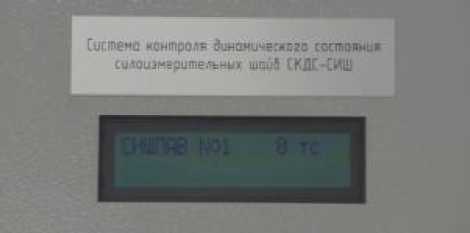 Система контроля динамического состояния
силоизмерительных шайб СКДС-СИШ
СИШПАВ №1 0 тс